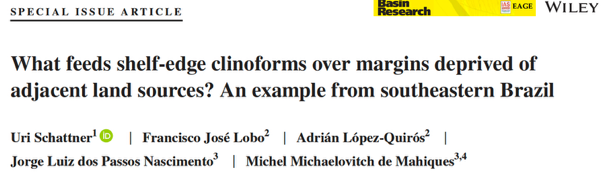 SPECIAL ISSUE ARTICLE
Basin
Research
EAGE
WILEY
What feeds shelf-edge clinoforms over margins deprived of
adjacent land sources? An example from southeastern Brazil
Uri Schattner1 iD | Francisco José Lobo2 | Adrián López-Quirós2 |
Jorge Luiz dos Passos Nascimento3 | Michel Michaelovitch de Mahiques3,4